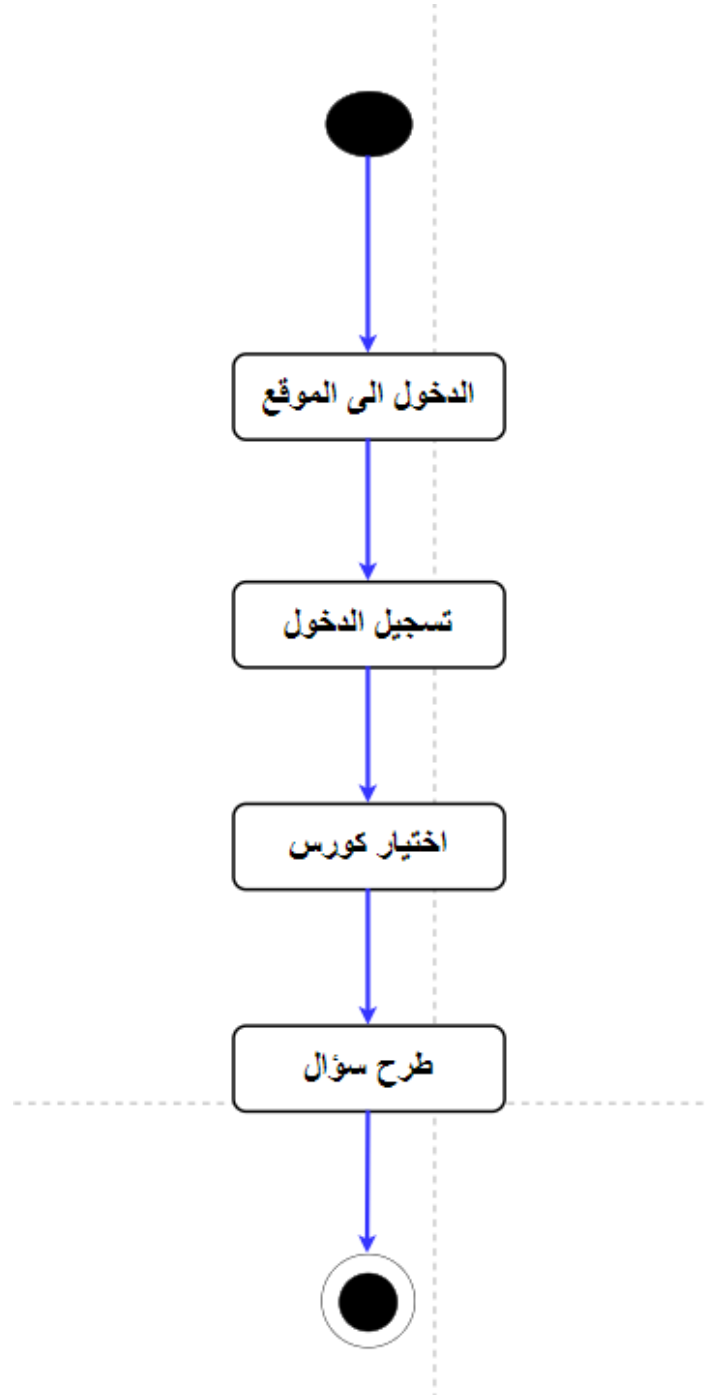 الدخول الى الموقع
تسجيل الدخول
اختيار كورس
طرح سؤال